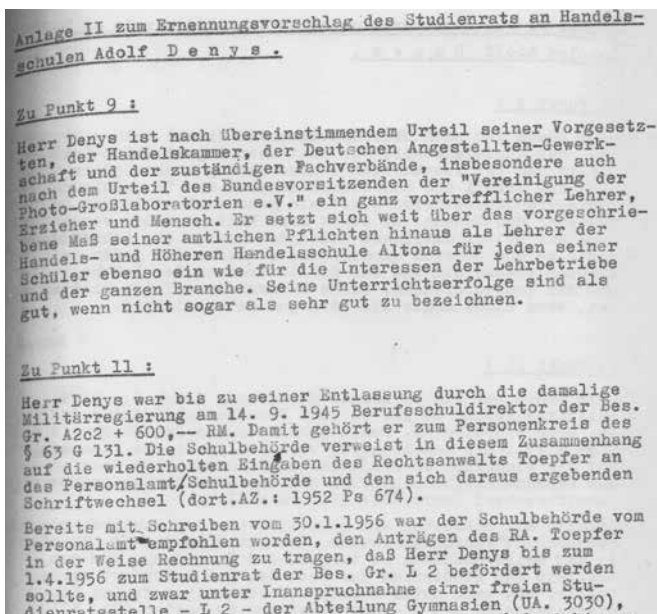 Anlage II zum Ernennungsvorschlag des Studienrats an Handels-
schulen Adolf D e n y s .
Zu Punkt 9 :
Herr Denys ist nach übereinstimmendem Urteil seiner Vorgesetz-
ten, der Handelskammer, der Deutschen Angestellten-Gewerk-
schaft und der zuständigen Fachverbände, insbesondere auch
nach dem Urteil des Bundesvorsitzenden der "Vereinigung der
Photo-Großlaboratorien e.V." ein ganz vortrefflicher Lehrer,
Erzieher und Mensch. Er setzt sich weit über das vorgeschrie-
bene Maß seiner amtlichen Pflichten hinaus als Lehrer der
Handels- und Höheren Handelsschule Altona für jeden seiner
Schüler ebenso ein wie für die Interessen der Lehrbetriebe
und der ganzen Branche. Seine Unterrichtserfolge sind als
gut, wenn nicht sogar als sehr gut zu bezeichnen.
Zu Punkt 11 :
Herr Denys war bis zu seiner Entlassung durch die damalige
Militärregierung am 14. 9. 1945 Berufsschuldirektor der Bes.
Gr. A2c2 + 600,-- RM. Damit gehört er zum Personenkreis des
§ 63 G 131. Die Schulbehörde verweist in diesem Zusammenhang
auf die wiederholten Eingaben des Rechtsanwalts Toepfer an
das Personalamt/Schulbehörde und den sich daraus ergebenden
Schriftwechsel (dort.AZ.: 1952 Ps 674).
Bereits mit Schreiben vom 30.1.1956 war der Schulbehörde vom
Personalamt empfohlen worden, den Anträgen des RA. Toepfer
in der Weise Rechnung zu tragen, daß Herr Denys bis zum
1.4.1956 zum Studienrat der Bes. Gr. L 2 befördert werden
sollte, und zwar unter Inanspruchnahme einer freien Stu-
dienratsstelle - L 2 - der Abteilung Gymnasien (UA. 3030),